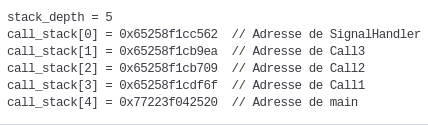 stack_depth = 5
call_stack[0] = 0x65258f1cc562  // Adresse de SignalHandler
call_stack[1] = 0x65258f1cb9ea  // Adresse de Call3
call_stack[2] = 0x65258f1cb709  // Adresse de Call2
call_stack[3] = 0x65258f1cdf6f  // Adresse de Call1
call_stack[4] = 0x77223f042520  // Adresse de main